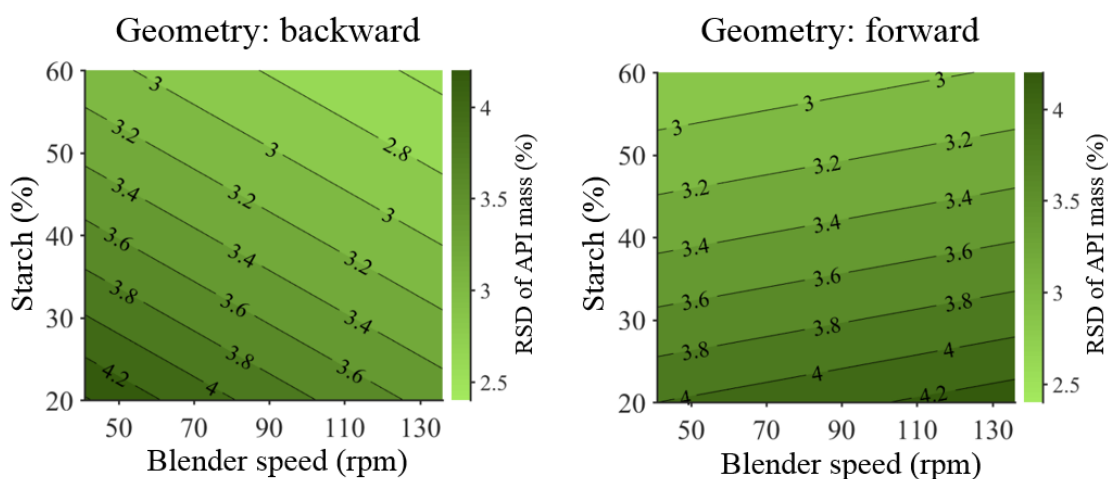 Geometry: backward
60
50
40
30
20
50 70 90 110 130
Starch (%)
Blender speed (rpm)
3
3.2
3
2.8
3.4
3.2
3
3.6
3.4
3.2
3.8
3.6
3.4
4.2
4
3.8
3.6
4
3.5
3
2.5
RSD of API mass (%)
Geometry: forward
60
50
40
30
20
50 70 90 110 130
Starch (%)
Blender speed (rpm)
3 3 3
3.2 3.2 3.2
3.4 3.4 3.4
3.6 3.6 3.6
3.8 3.8 3.8
4 4 4
4.2
4
3.5
3
2.5
RSD of API mass (%)